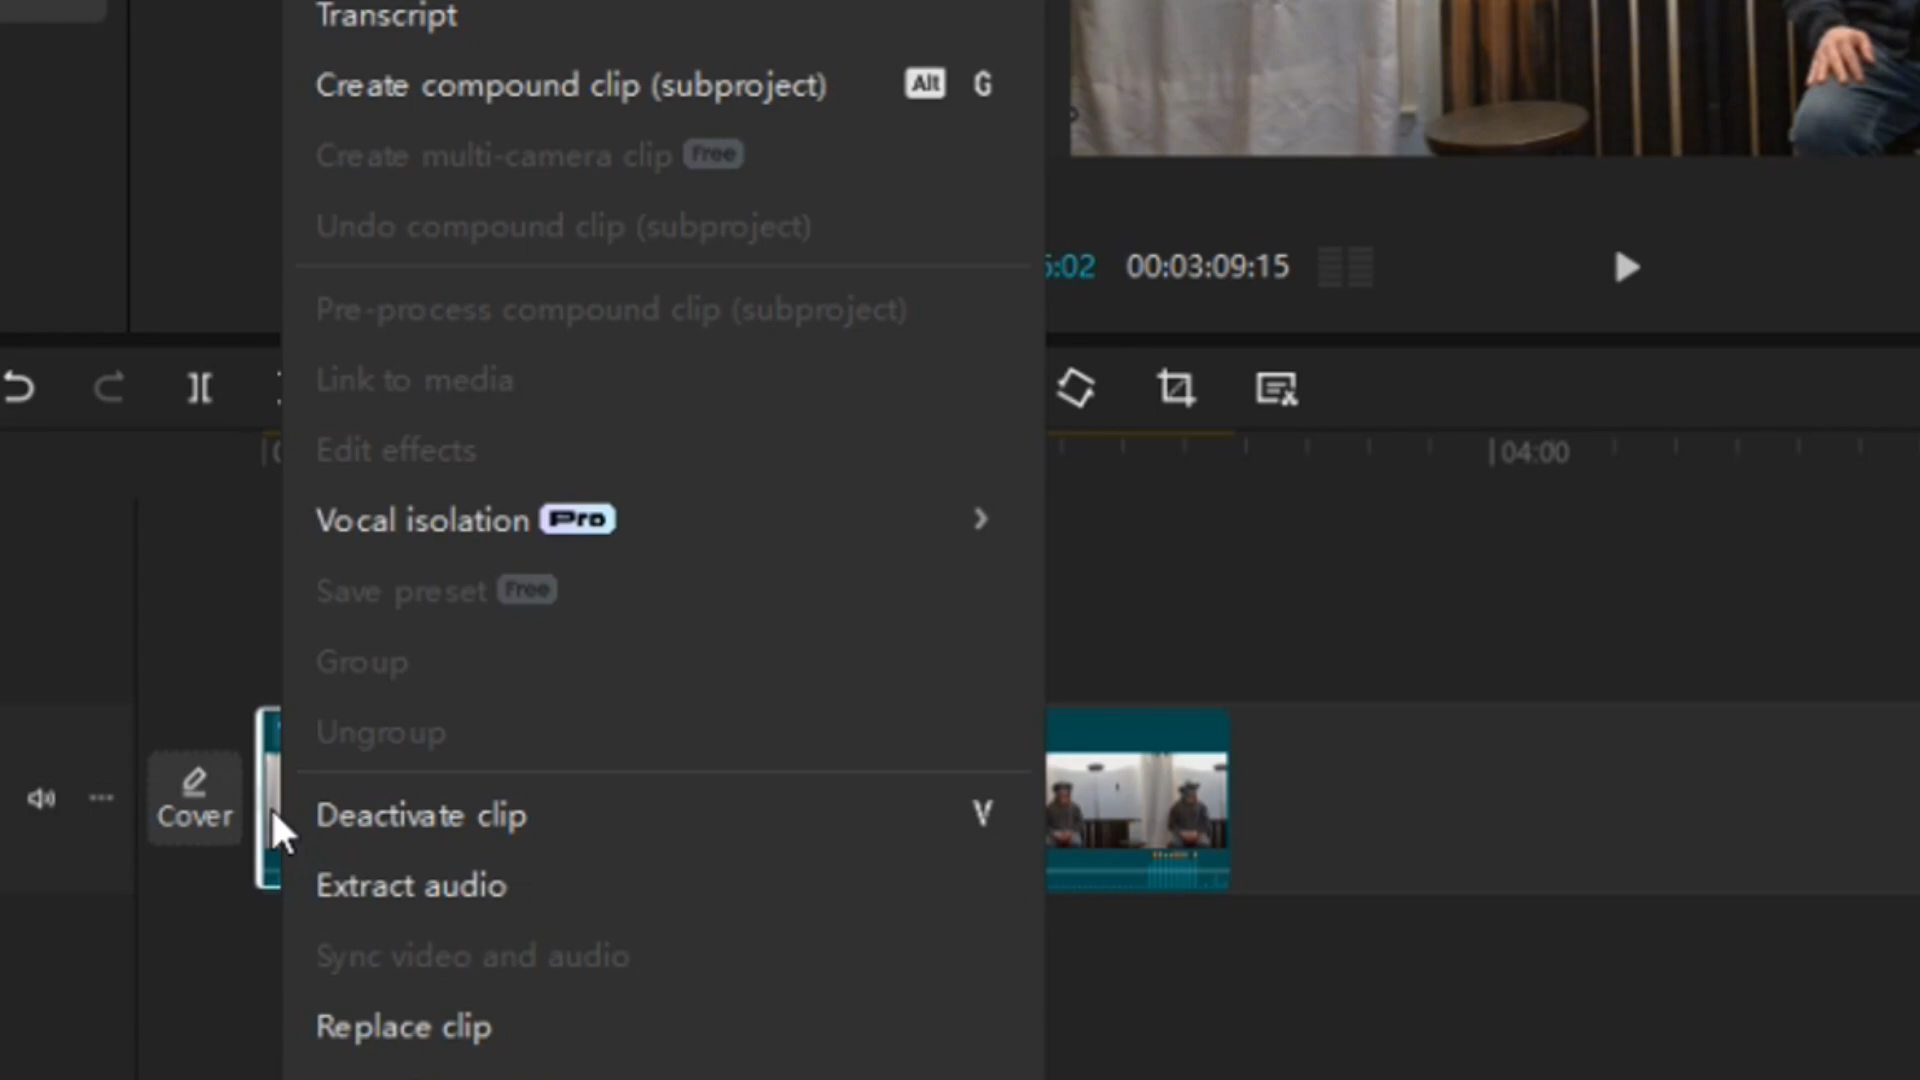 Transcript
Create compound clip (subproject) Alt G
Create multi-camera clip Free
Undo compound clip (subproject)
5:02 00:03:09:15
Pre-process compound clip (subproject)
Link to media
Edit effects
04:00
Vocal isolation Pro
Save preset Free
Group
Ungroup
Cover
Deactivate clip V
Extract audio
Sync video and audio
Replace clip